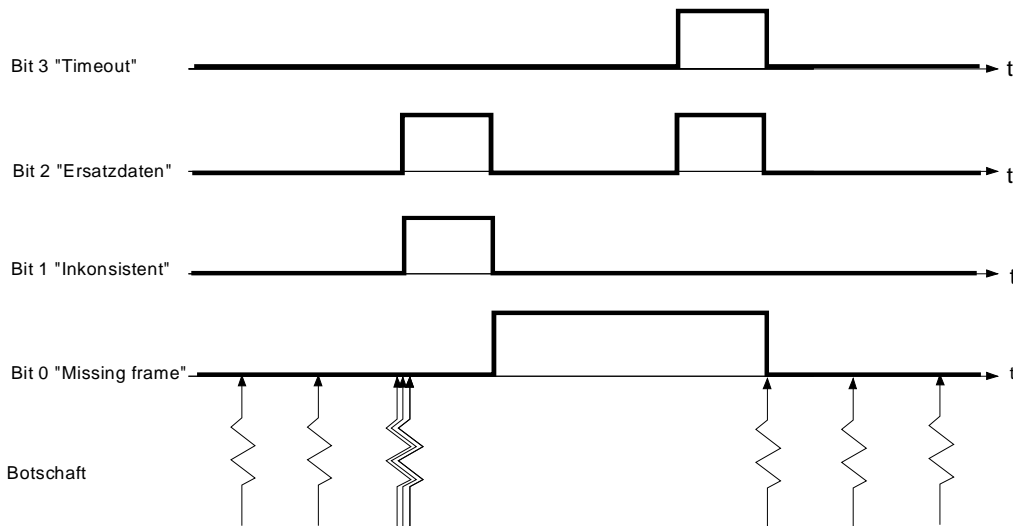 Bit 3 "Timeout"
t
Bit 2 "Ersatzdaten"
t
Bit 1 "Inkonsistent"
t
Bit 0 "Missing frame"
t
Botschaft